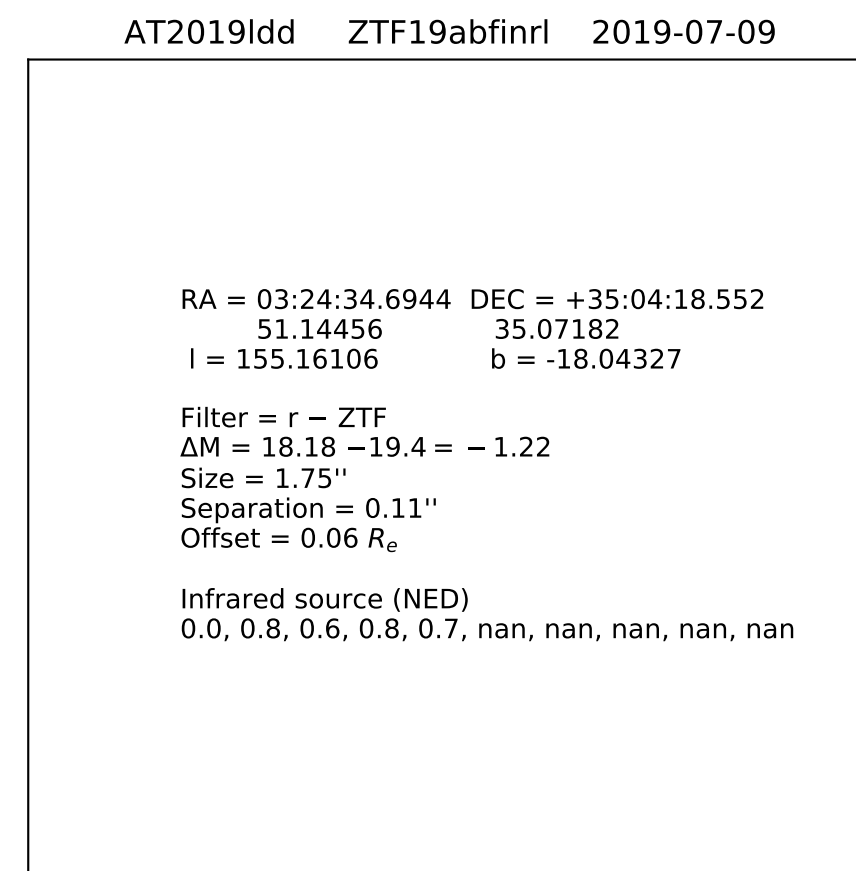 AT2019ldd ZTF19abfinrl 2019-07-09
RA = 03:24:34.6944 DEC = +35:04:18.552
51.14456 35.07182
l = 155.16106 b = -18.04327
Filter = r − ZTF
ΔM = 18.18 −19.4 = − 1.22
Size = 1.75''
Separation = 0.11''
Offset = 0.06 Re
Infrared source (NED)
0.0, 0.8, 0.6, 0.8, 0.7, nan, nan, nan, nan, nan